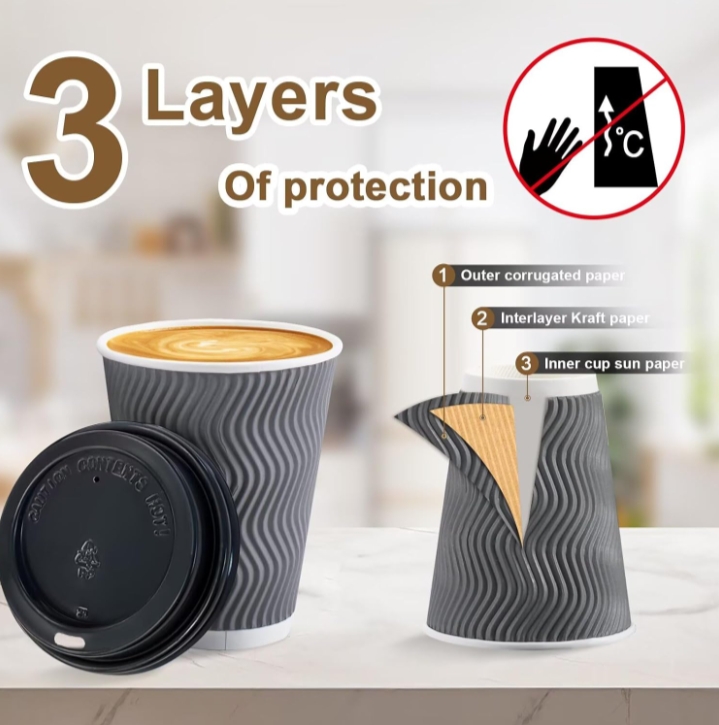 3 Layers
Of protection
°C
1 Outer corrugated paper
2 Interlayer Kraft paper
3 Inner cup sun paper
CAUTION CONTENTS HOT!